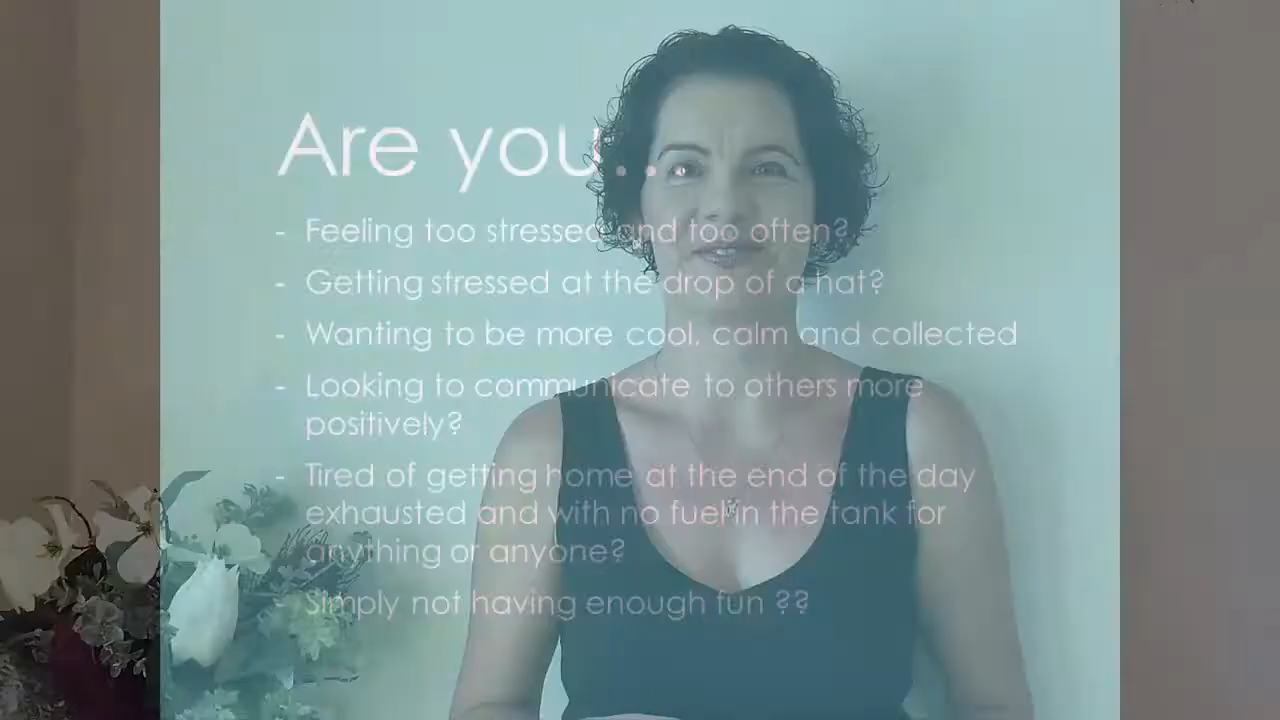 Are you...
- Feeling too stressed and too often?
- Getting stressed at the drop of a hat?
- Wanting to be more cool, calm and collected
- Looking to communicate to others more
positively?
- Tired of getting home at the end of the day
exhausted and with no fuel in the tank for
anything or anyone?
Simply not having enough fun ??